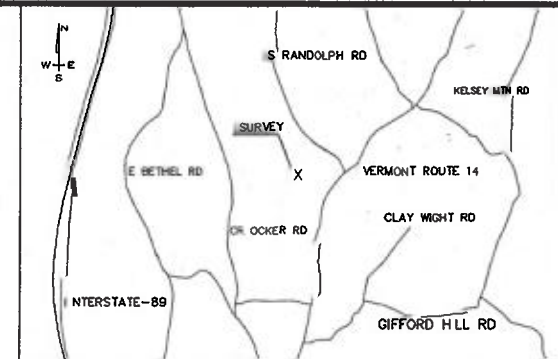 N
W E
S
S RANDOLPH RD
KELSEY MTN RD
SURVEY
X
E BETHEL RD
VERMONT ROUTE 14
CLAY WIGHT RD
CR OCKER RD
I NTERSTATE-89
GIFFORD H LL RD